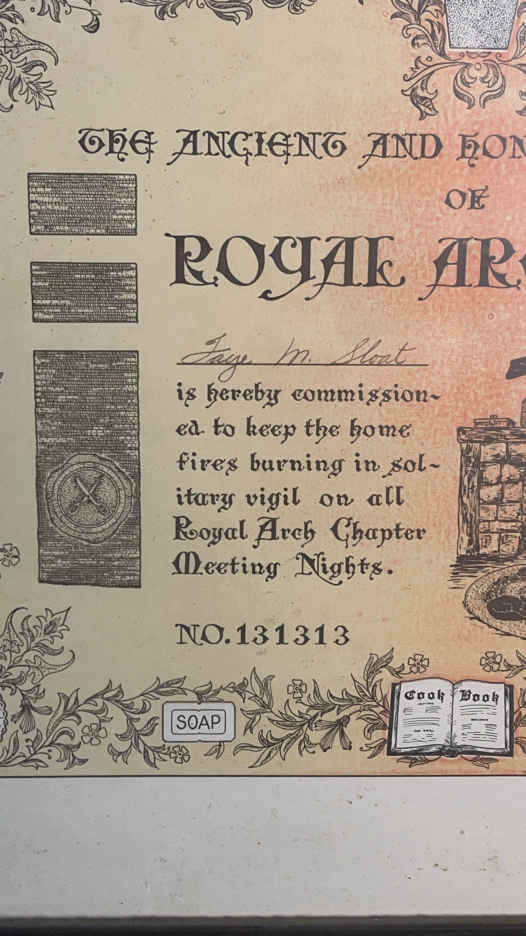 THE ANCIENT AND HON
OF
ROYAL AR
Faye M. Sloat
is hereby commission-
ed to keep the home
fires burning in sol-
itary vigil on all
Royal Arch Chapter
Meeting Nights.
NO. 131313
SOAP
Cook Book